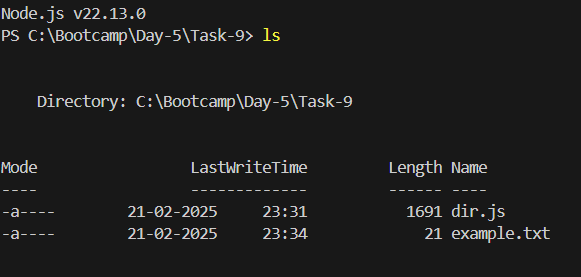 Node.js v22.13.0
PS C:\Bootcamp\Day-5\Task-9> ls
Directory: C:\Bootcamp\Day-5\Task-9
Mode                 LastWriteTime         Length Name
----                 -------------         ------ ----
-a----        21-02-2025     23:31           1691 dir.js
-a----        21-02-2025     23:34             21 example.txt